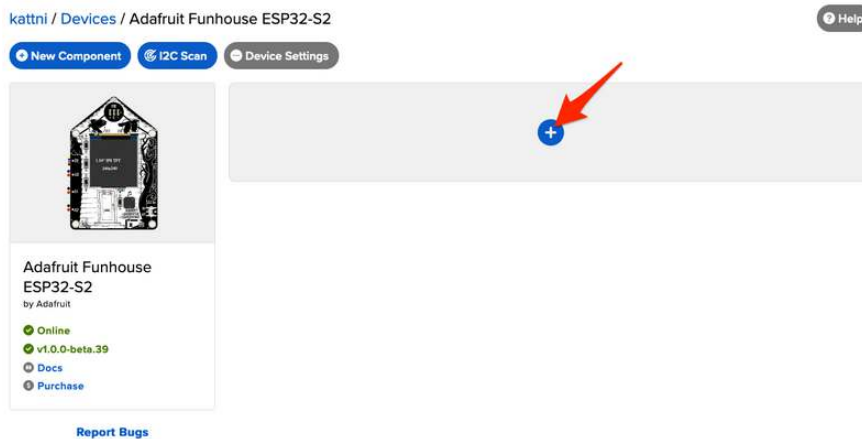 kattni / Devices / Adafruit Funhouse ESP32-S2
Help
New Component
I2C Scan
Device Settings
Adafruit Funhouse
ESP32-S2
by Adafruit
Online
v1.0.0-beta.39
Docs
Purchase
Report Bugs